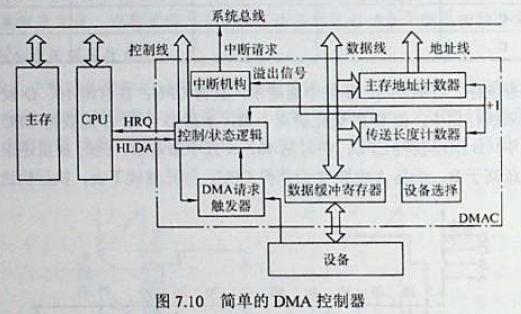 系统总线
控制线
中断请求
数据线
地址线
中断机构
溢出信号
主存地址计数器
+1
主存
CPU
HRQ
HLDA
控制/状态逻辑
传送长度计数器
DMA请求
触发器
数据缓冲寄存器
设备选择
DMAC
设备
图 7.10 简单的 DMA 控制器